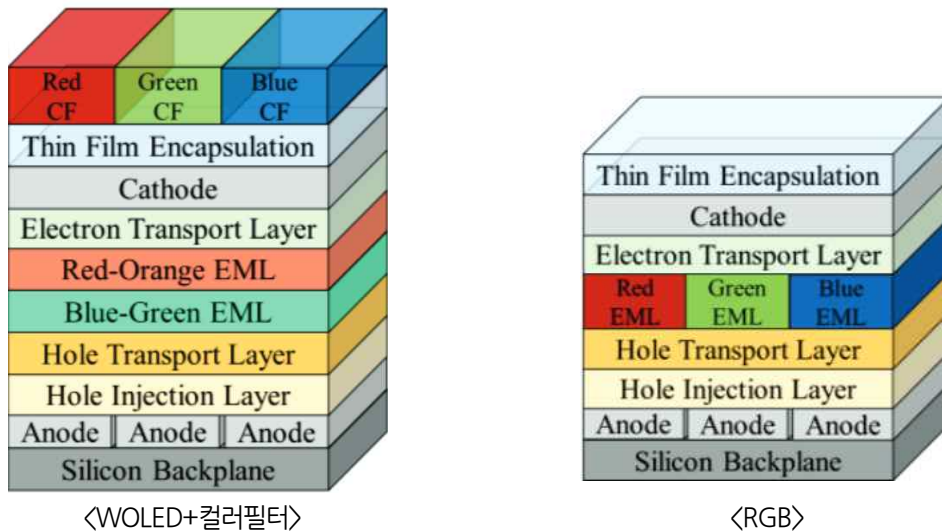 Red
CF
Green
CF
Blue
CF
Thin Film Encapsulation
Cathode
Electron Transport Layer
Red-Orange EML
Blue-Green EML
Hole Transport Layer
Hole Injection Layer
Anode Anode Anode
Silicon Backplane
〈WOLED+컬러필터〉
Thin Film Encapsulation
Cathode
Electron Transport Layer
Red
EML
Green
EML
Blue
EML
Hole Transport Layer
Hole Injection Layer
Anode Anode Anode
Silicon Backplane
〈RGB〉